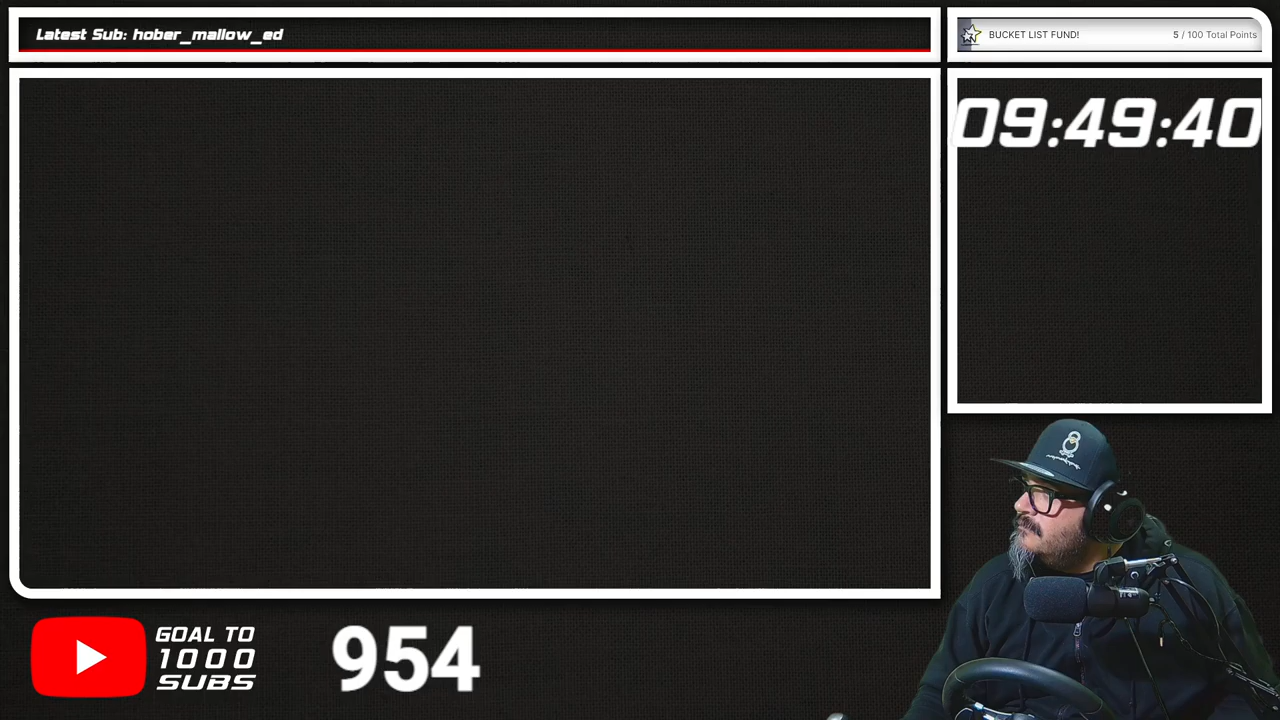 Latest Sub: hober_mallow_ed
BUCKET LIST FUND!
5 / 100 Total Points
09:49:40
GOAL TO
1000
SUBS
954